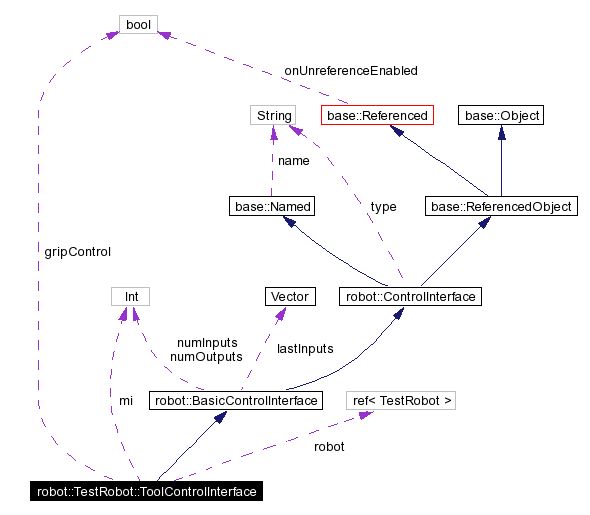 bool
onUnreferenceEnabled
String
base::Referenced
base::Object
name
base::Named
type
base::ReferencedObject
gripControl
Int
Vector
robot::ControlInterface
numInputs
numOutputs
lastInputs
mi
robot::BasicControlInterface
ref< TestRobot >
robot
robot::TestRobot::ToolControlInterface